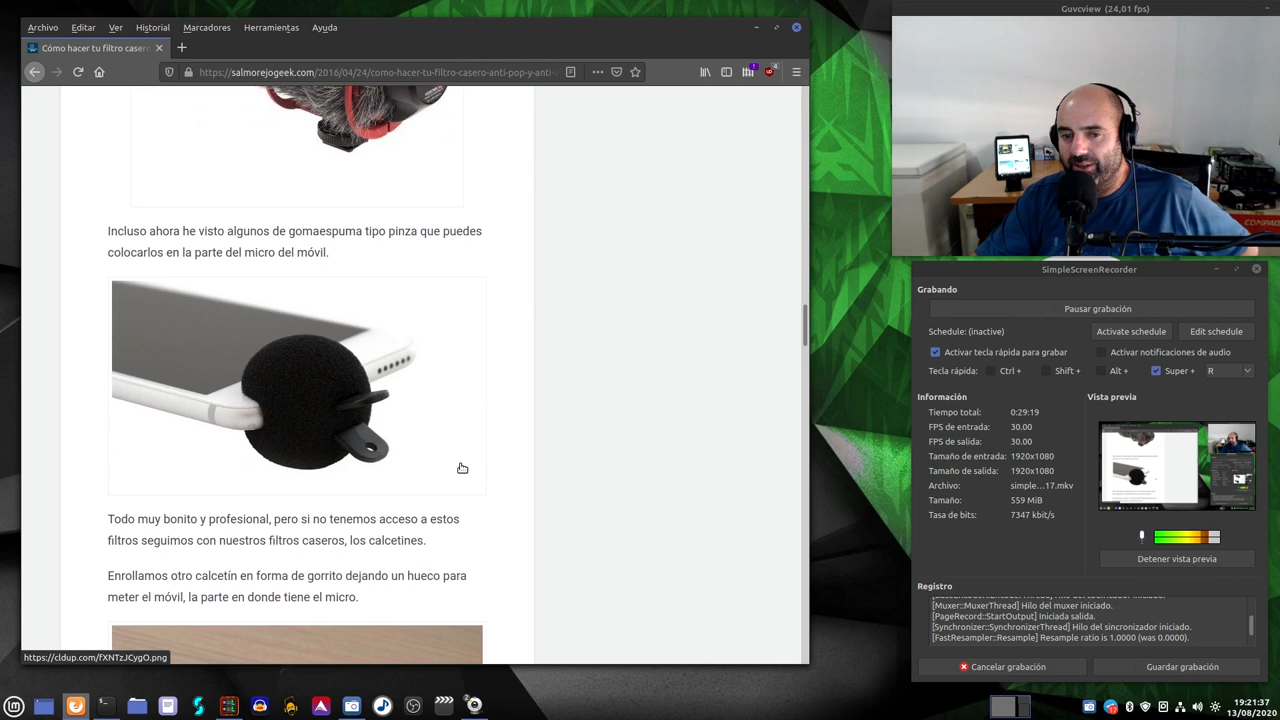 Archivo Editar Ver Historial Marcadores Herramientas Ayuda
Cómo hacer tu filtro casero
https://salmorejogeek.com/2016/04/24/como-hacer-tu-filtro-casero-anti-pop-y-anti-
4
Incluso ahora he visto algunos de gomaespuma tipo pinza que puedes
colocarlos en la parte del micro del móvil.
Todo muy bonito y profesional, pero si no tenemos acceso a estos
filtros seguimos con nuestros filtros caseros, los calcetines.
Enrollamos otro calcetín en forma de gorrito dejando un hueco para
meter el móvil, la parte en donde tiene el micro.
https://cldup.com/fXNTzJCygO.png
Guvcview (24,01 fps)
COMPAC
SimpleScreenRecorder
Grabando
Pausar grabación
Schedule: (inactive)
Activate schedule
Edit schedule
Activar tecla rápida para grabar
Activar notificaciones de audio
Tecla rápida: Ctrl + Shift + Alt + Super + R
Información
Vista previa
Tiempo total: 0:29:19
FPS de entrada: 30.00
FPS de salida: 30.00
Tamaño de entrada: 1920x1080
Tamaño de salida: 1920x1080
Archivo: simple...17.mkv
Tamaño: 559 MiB
Tasa de bits: 7347 kbit/s
Detener vista previa
Registro
[Muxer::MuxerThread] Hilo del muxer iniciado.
[PageRecord::StartOutput] Iniciada salida.
[Synchronizer::SynchronizerThread] Hilo del sincronizador iniciado.
[FastResampler::Resample] Resample ratio is 1.0000 (was 0.0000).
Cancelar grabación
Guardar grabación
19:21:37
13/08/2020